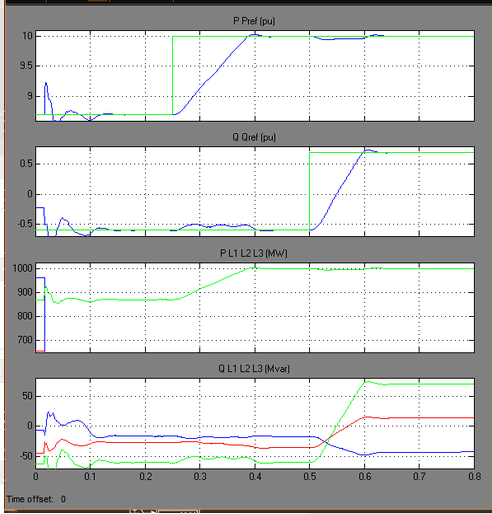 P Pref (pu)
10
9.5
9
Q Qref (pu)
0.5
0
-0.5
P L1 L2 L3 (MW)
1000
900
800
700
Q L1 L2 L3 (Mvar)
50
0
-50
0 0.1 0.2 0.3 0.4 0.5 0.6 0.7 0.8
Time offset: 0